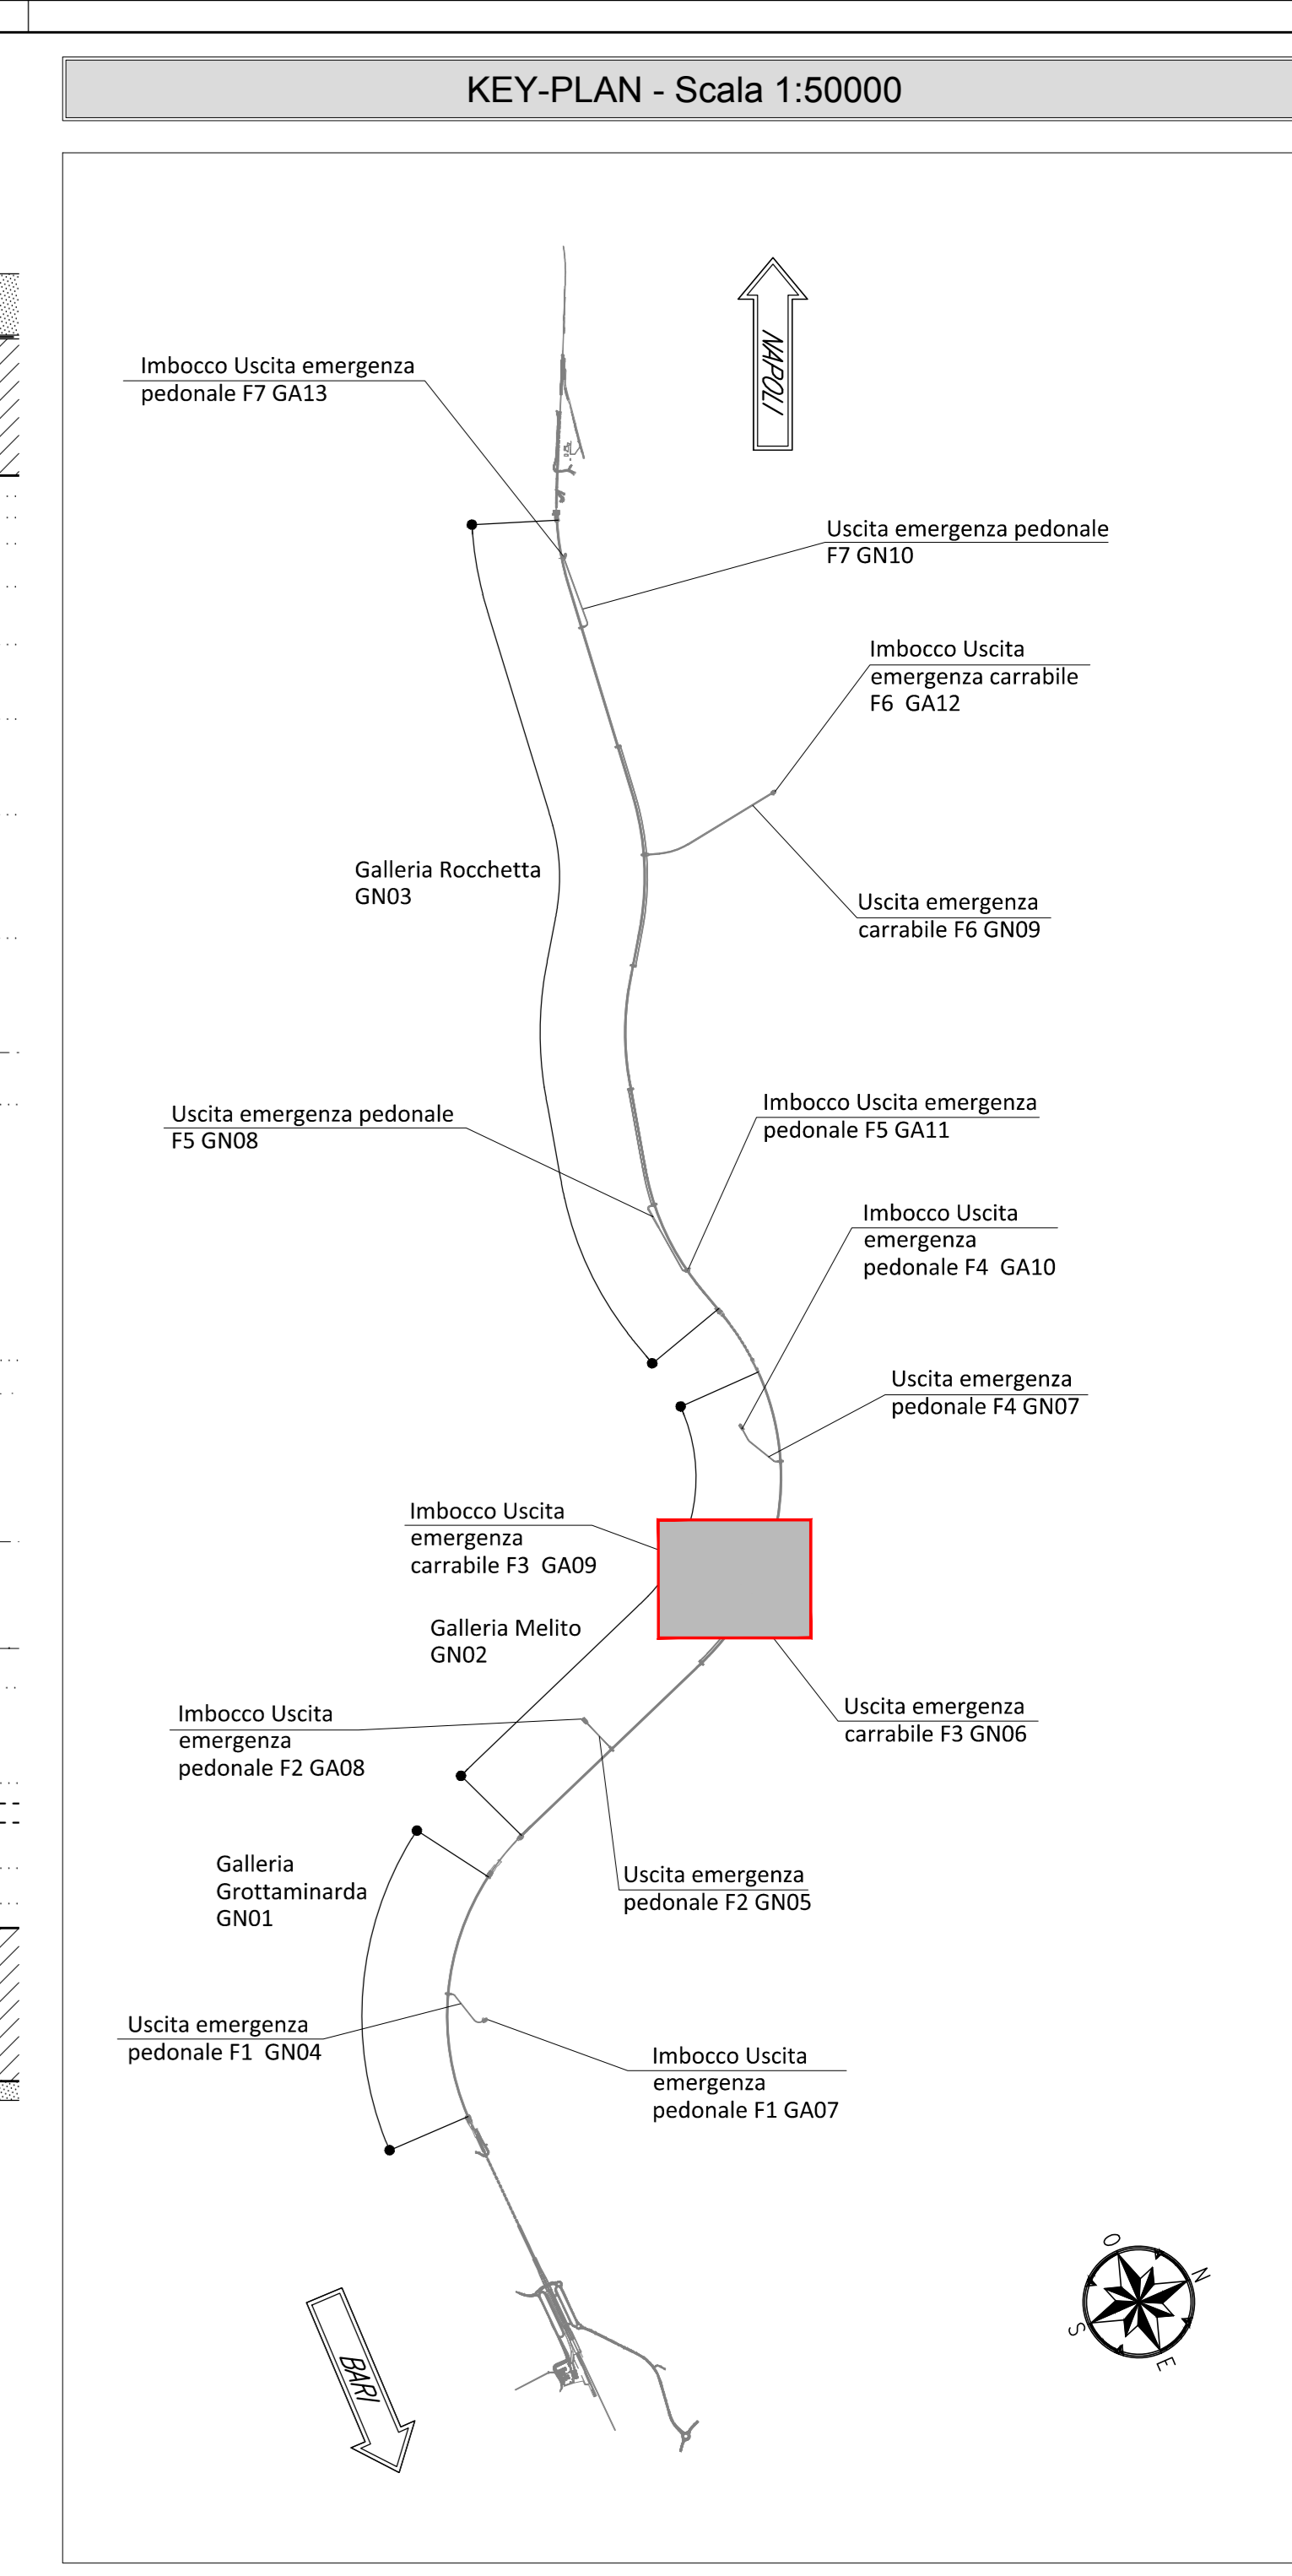 KEY-PLAN - Scala 1:50000
NAPOLI
Imbocco Uscita emergenza
pedonale F7 GA13
Uscita emergenza pedonale
F7 GN10
Imbocco Uscita
emergenza carrabile
F6 GA12
Galleria Rocchetta
GN03
Uscita emergenza
carrabile F6 GN09
Uscita emergenza pedonale
F5 GN08
Imbocco Uscita emergenza
pedonale F5 GA11
Imbocco Uscita
emergenza
pedonale F4 GA10
Uscita emergenza
pedonale F4 GN07
Imbocco Uscita
emergenza
carrabile F3 GA09
Galleria Melito
GN02
Imbocco Uscita
emergenza
pedonale F2 GA08
Uscita emergenza
carrabile F3 GN06
Galleria
Grottaminarda
GN01
Uscita emergenza
pedonale F2 GN05
Uscita emergenza
pedonale F1 GN04
Imbocco Uscita
emergenza
pedonale F1 GA07
O
N
S
E
BARI